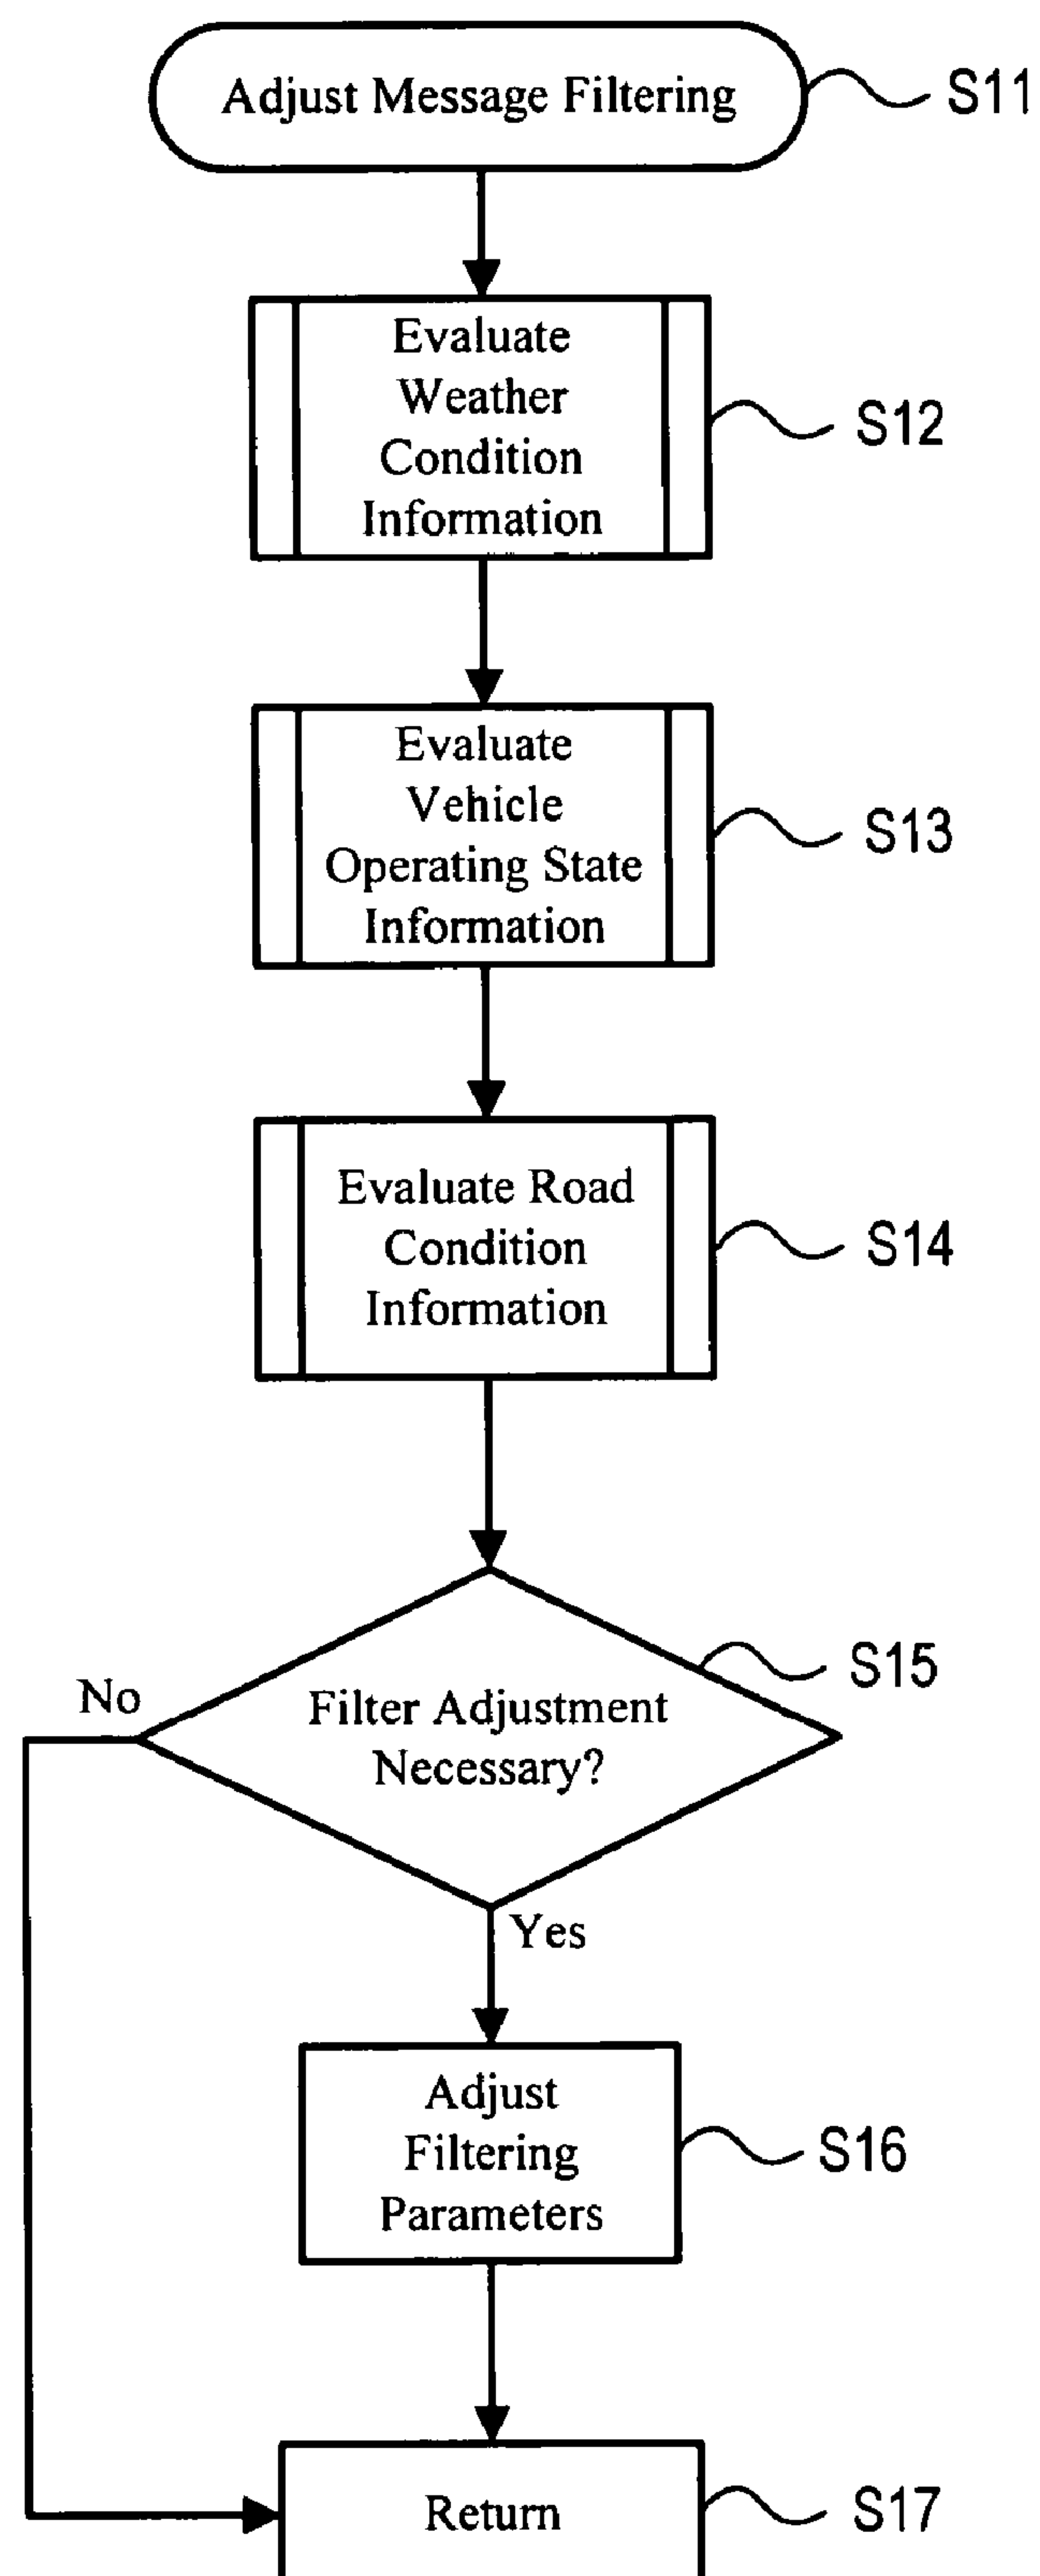 Adjust Message Filtering
S11
Evaluate
Weather
Condition
Information
S12
Evaluate
Vehicle
Operating State
Information
S13
Evaluate Road
Condition
Information
S14
Filter Adjustment
Necessary?
S15
No
Yes
Adjust
Filtering
Parameters
S16
Return
S17